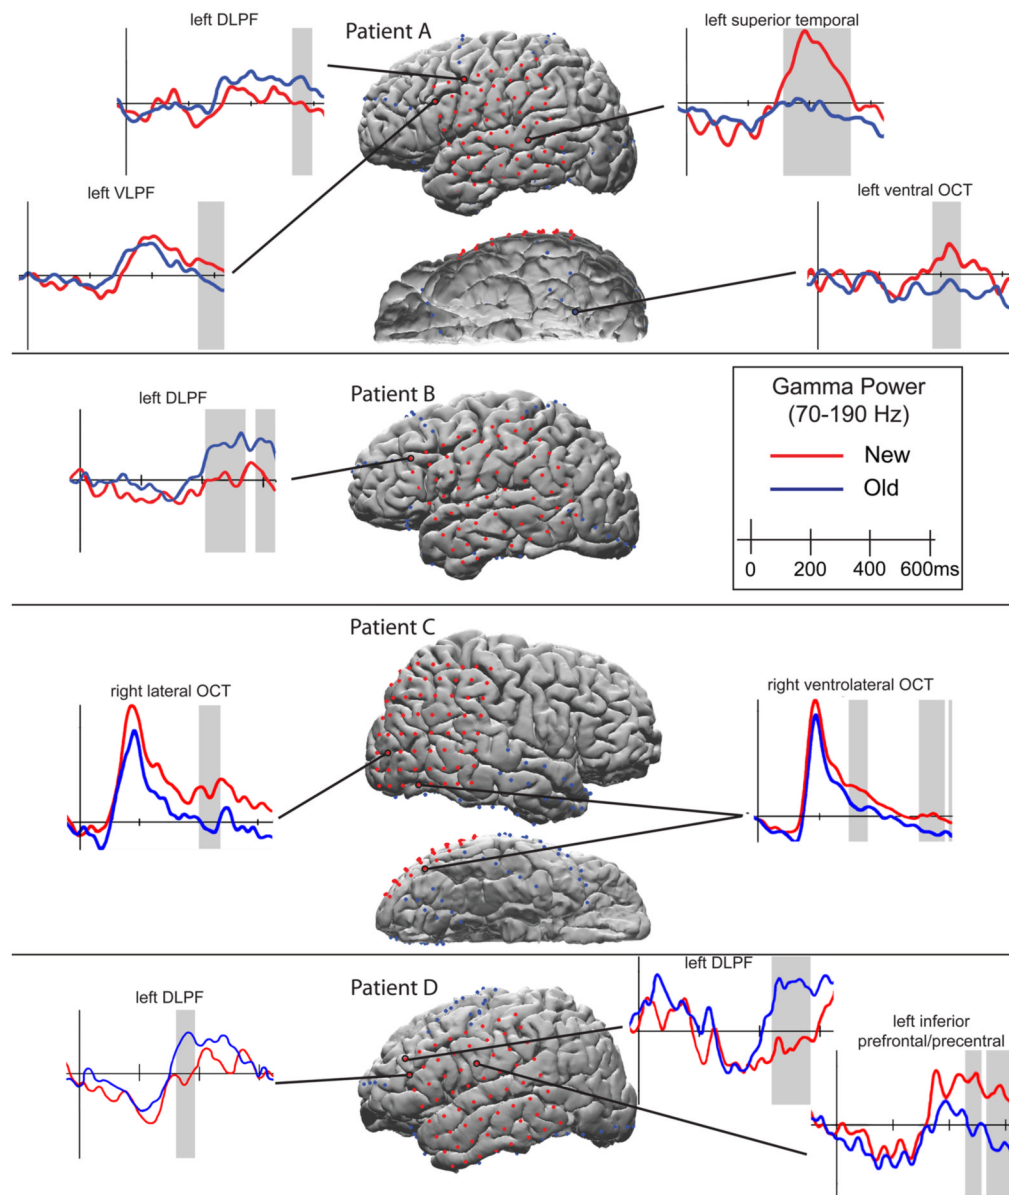 left DLPF
Patient A
left superior temporal
left VLPF
left ventral OCT
Patient B
left DLPF
Gamma Power
(70-190 Hz)
New
Old
0 200 400 600ms
Patient C
right lateral OCT
right ventrolateral OCT
left DLPF
Patient D
left DLPF
left inferior
prefrontal/precentral